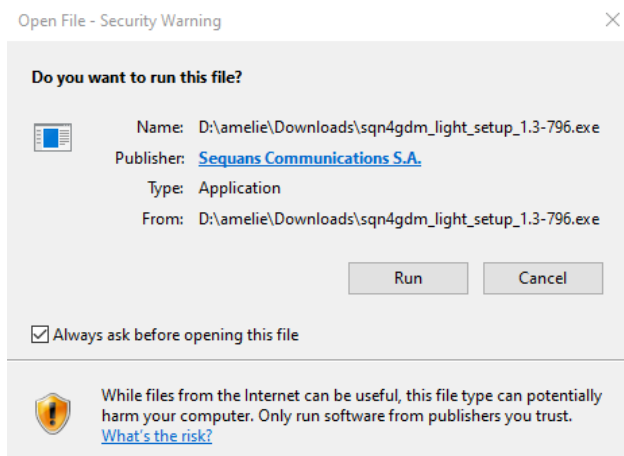 Open File - Security Warning
Do you want to run this file?
Name: D:\amelie\Downloads\sqn4gdm_light_setup_1.3-796.exe
Publisher: Sequans Communications S.A.
Type: Application
From: D:\amelie\Downloads\sqn4gdm_light_setup_1.3-796.exe
Run Cancel
Always ask before opening this file
While files from the Internet can be useful, this file type can potentially
harm your computer. Only run software from publishers you trust.
What's the risk?